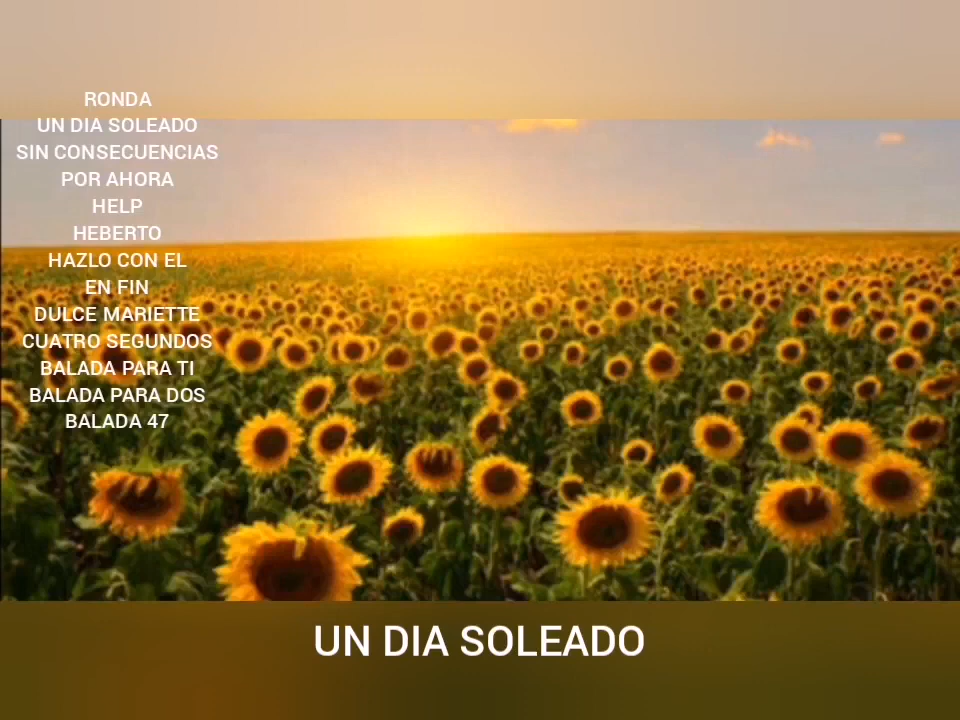 RONDA
UN DIA SOLEADO
SIN CONSECUENCIAS
POR AHORA
HELP
HEBERTO
HAZLO CON EL
EN FIN
DULCE MARIETTE
CUATRO SEGUNDOS
BALADA PARA TI
BALADA PARA DOS
BALADA 47
UN DIA SOLEADO